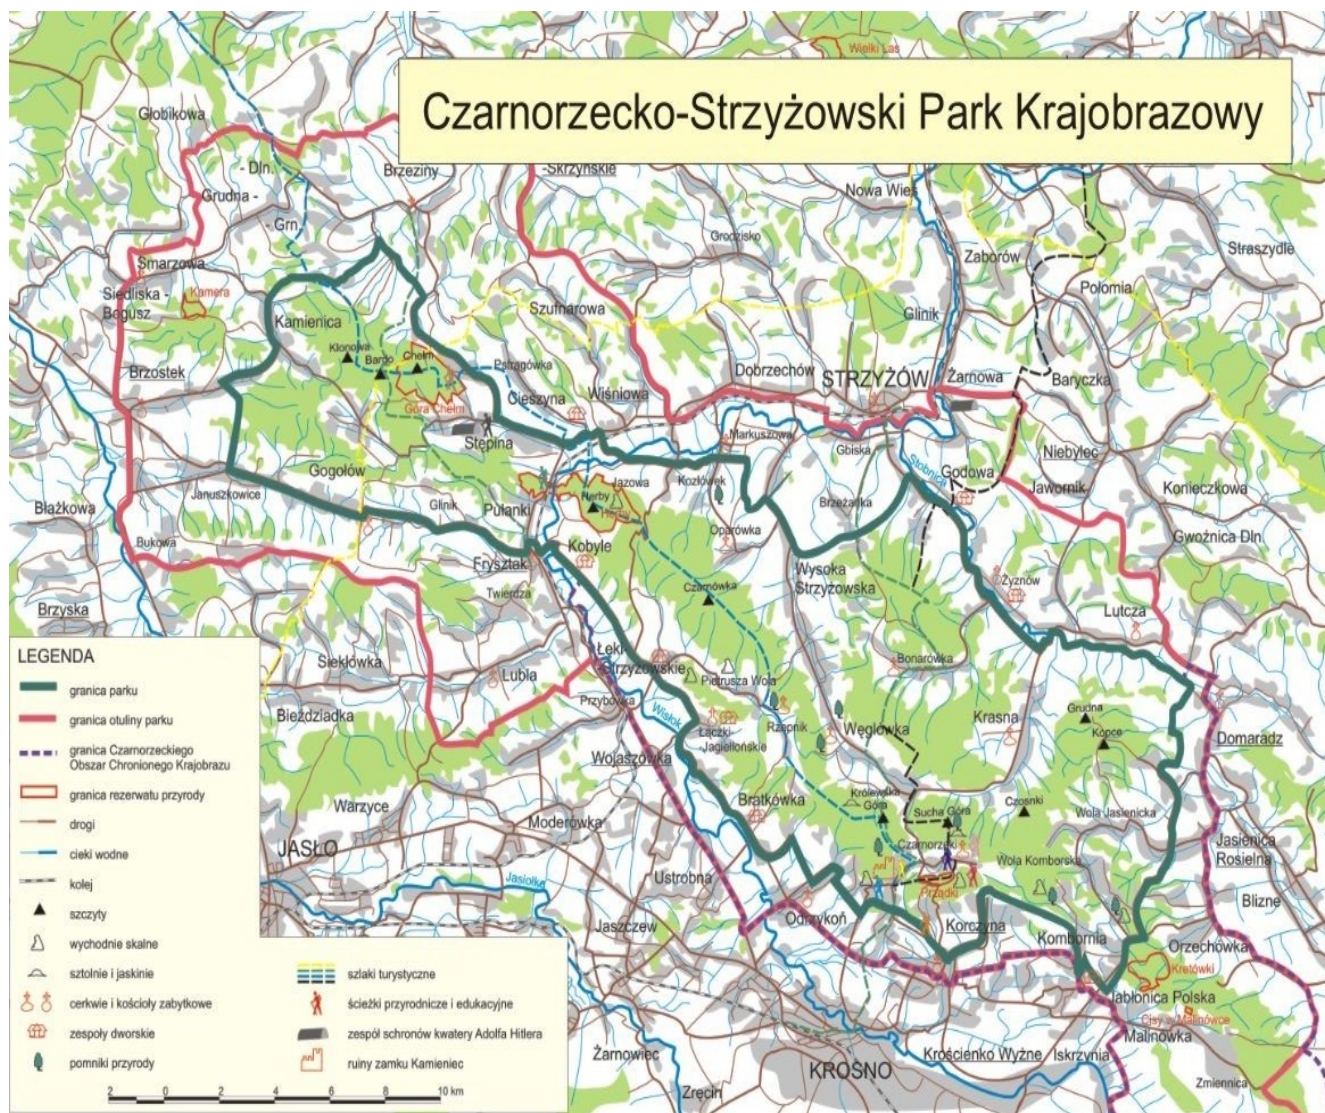 Wielki Las
Czarnorzecko-Strzyżowski Park Krajobrazowy
Głobikowa
- Dln.
Brzeziny
-Skrzyńskie
Grudna -
Nowa Wieś
- Grn.
Grodzisko
Straszydle
Zaborów
Smarzowa
Siedliska -
Bogusz
Kamera
Połomia
Szufnarowa
Glinik
Kamienica
Klonowa
Bardo
Chełm
Pstrągówka
Brzostek
Dobrzechów
STRZYŻÓW
Żarnowa
Baryczka
Cieszyna
Wiśniowa
Góra Chełm
Stępina
Markuszowa
Gbiska
Niebylec
Gogołów
Stobnica
Godowa
Januszkowice
Jazowa
Kozłówek
Jawornik
Konieczkowa
Błażkowa
Glinik
Pułanki
Herby
Herby
Brzeżanka
Oparówka
Gwoźnica Dln.
Bukowa
Kobyle
Frysztak
Wysoka
Strzyżowska
Brzyska
Twierdza
Czarnówka
Żyznów
Lutcza
Siekłówka
Łęki
Strzyżowskie
Bonarówka
Lubla
Pietrusza Wola
Przybówka
Bieździadka
Wisłok
Rzepnik
Krasna
Grudna
Kopce
Łączki
-Jagiellońskie
Węglówka
Domaradz
Wojaszówka
Warzyce
Bratkówka
Królewska
Góra
Sucha Góra
Czosnki
Wola Jasienicka
Moderówka
JASŁO
Czarnorzeki
Wola Komborska
Jasienica
Rosielna
Jasiołka
Ustrobna
Prządki
Blizne
Odrzykoń
Korczyna
Jaszczew
Kombornia
Orzechówka
Kretówki
Jabłonica Polska
Cisy w Malinówce
Malinówka
Żarnowiec
Krościenko Wyżne
Iskrzynia
KROSNO
Zręcin
Zmiennica
LEGENDA
granica parku
granica otuliny parku
granica Czarnorzeckiego
Obszar Chronionego Krajobrazu
granica rezerwatu przyrody
drogi
cieki wodne
kolej
szczyty
wychodnie skalne
sztolnie i jaskinie
cerkwie i kościoły zabytkowe
zespoły dworskie
pomniki przyrody
szlaki turystyczne
ścieżki przyrodnicze i edukacyjne
zespół schronów kwatery Adolfa Hitlera
ruiny zamku Kamieniec
2 0 2 4 6 8 10 km